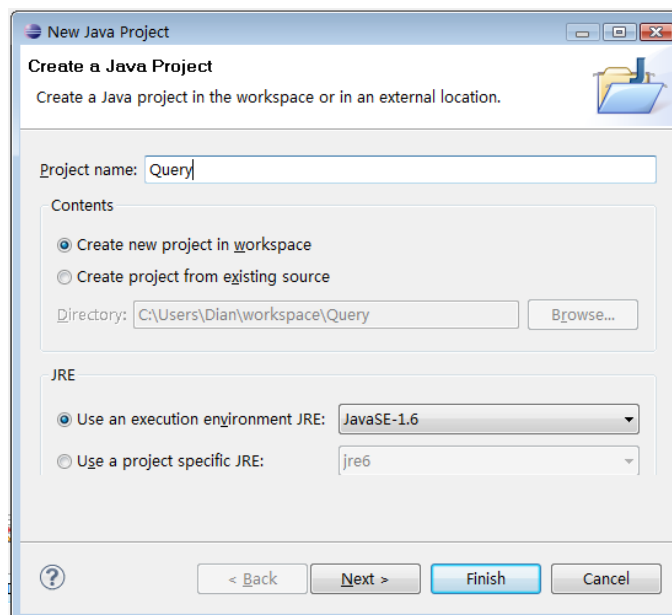 New Java Project
Create a Java Project
Create a Java project in the workspace or in an external location.
Project name: Query
Contents
Create new project in workspace
Create project from existing source
Directory: C:\Users\Dian\workspace\Query Browse...
JRE
Use an execution environment JRE: JavaSE-1.6
Use a project specific JRE: jre6
? < Back Next > Finish Cancel